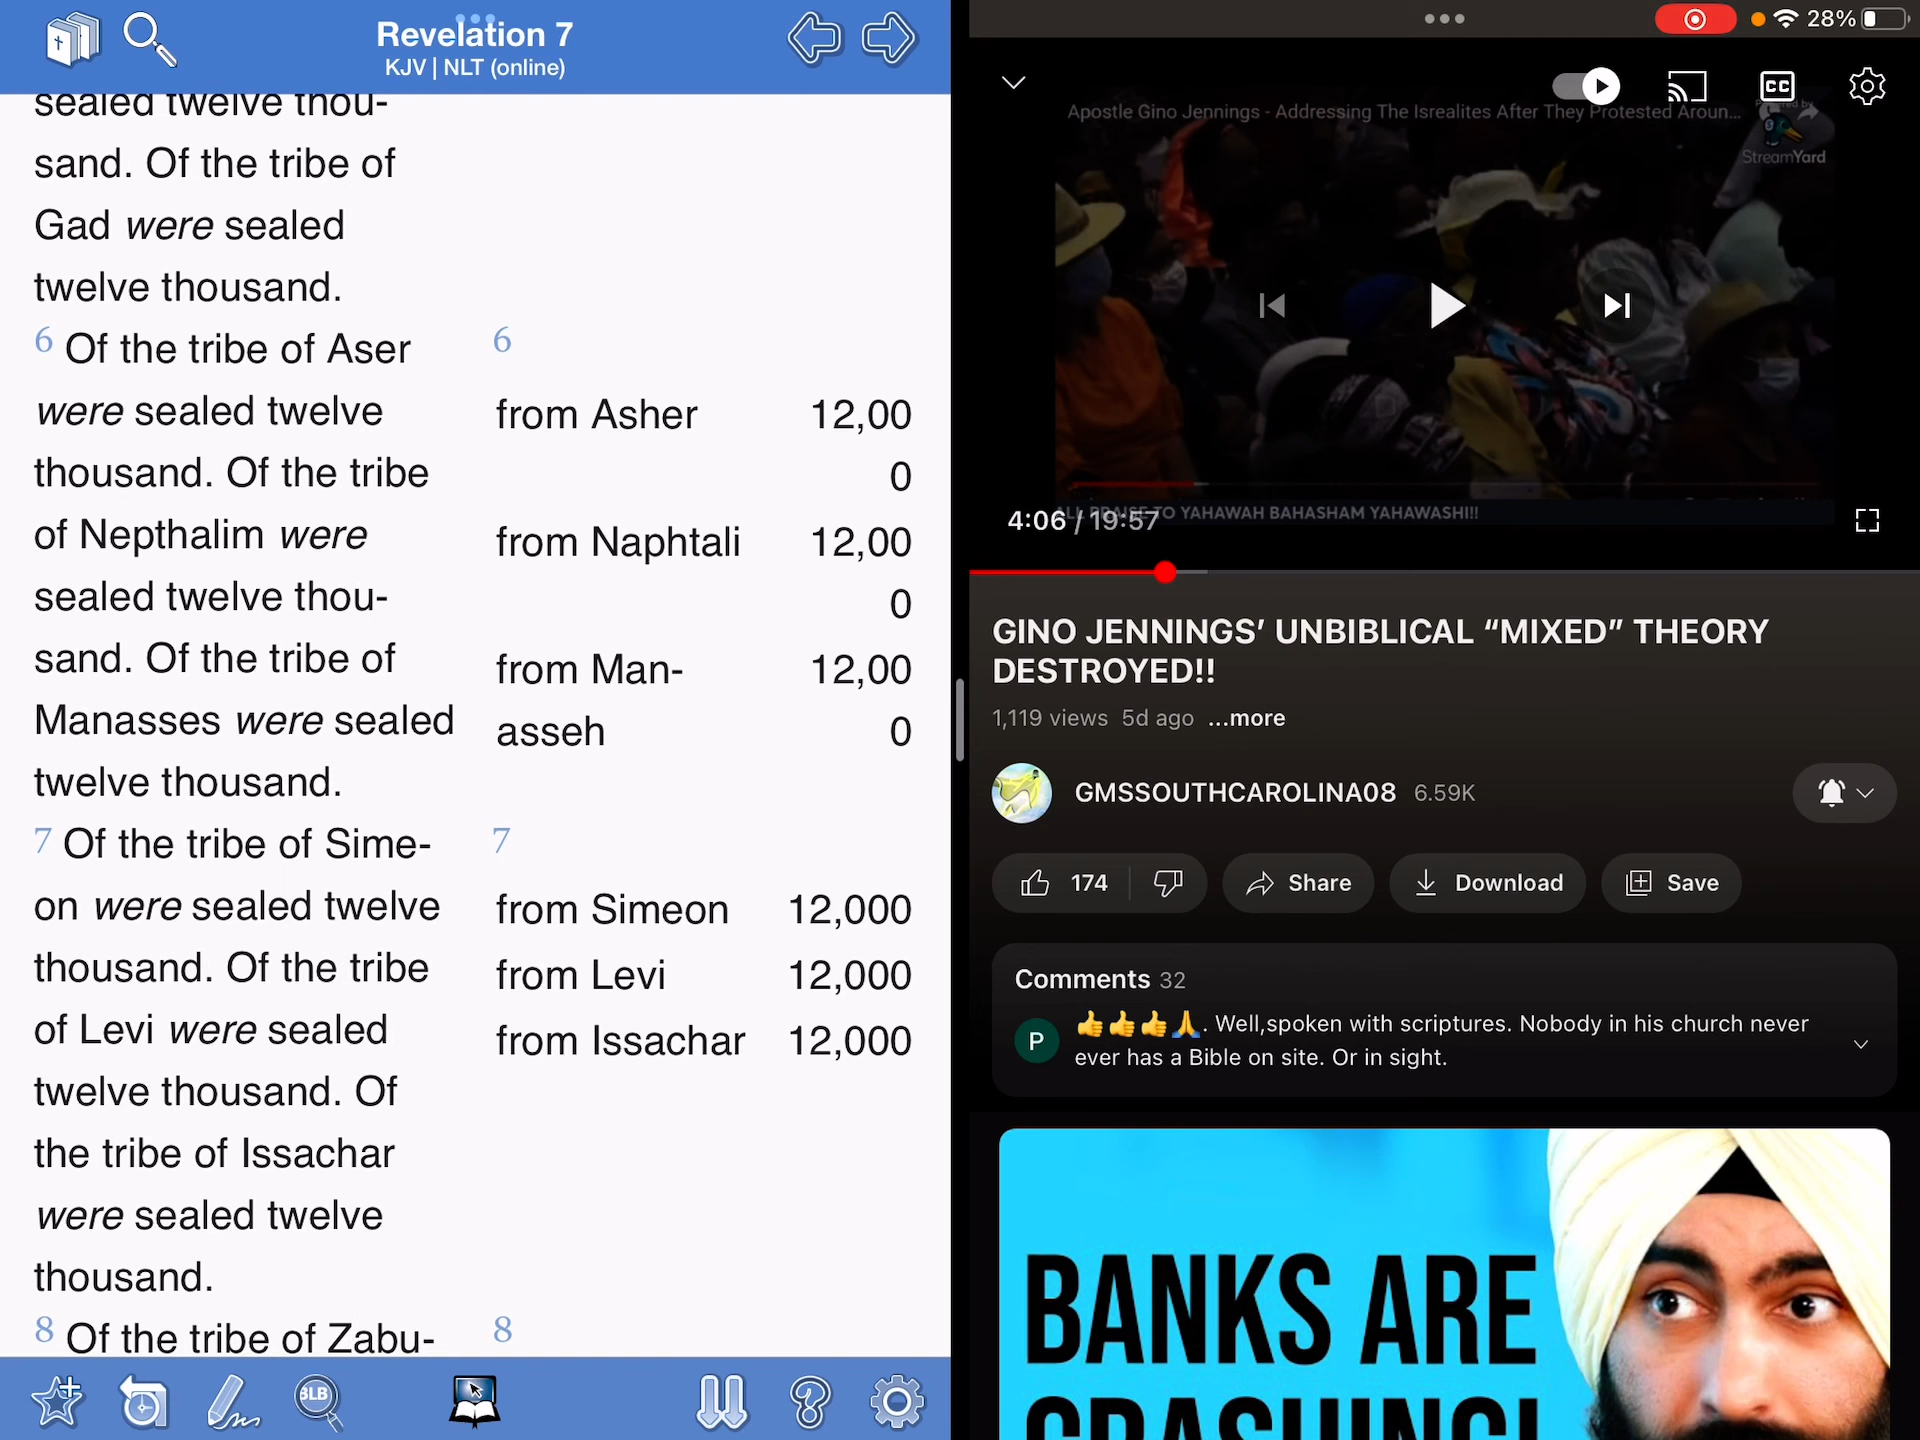 Revelation 7
KJV | NLT (online)
sealed twelve thou-
sand. Of the tribe of
Gad were sealed
twelve thousand.
6 Of the tribe of Aser
were sealed twelve
thousand. Of the tribe
of Nepthalim were
sealed twelve thou-
sand. Of the tribe of
Manasses were sealed
twelve thousand.
7 Of the tribe of Sime-
on were sealed twelve
thousand. Of the tribe
of Levi were sealed
twelve thousand. Of
the tribe of Issachar
were sealed twelve
thousand.
8 Of the tribe of Zabu-
6
from Asher 12,00
0
from Naphtali 12,00
0
from Man- 12,00
asseh 0
7
from Simeon 12,000
from Levi 12,000
from Issachar 12,000
8
BLB
28%
CC
Apostle Gino Jennings - Addressing The Isrealites After They Protested Aroun...
StreamYard
ALL PRAISE TO YAHAWAH BAHASHAM YAHAWASHI!!
4:06 / 19:57
GINO JENNINGS’ UNBIBLICAL “MIXED” THEORY
DESTROYED!!
1,119 views 5d ago ...more
GMSSOUTHCAROLINA08 6.59K
174 Share Download Save
Comments 32
P
👍👍👍🙏. Well,spoken with scriptures. Nobody in his church never
ever has a Bible on site. Or in sight.
BANKS ARE
CRASHING!